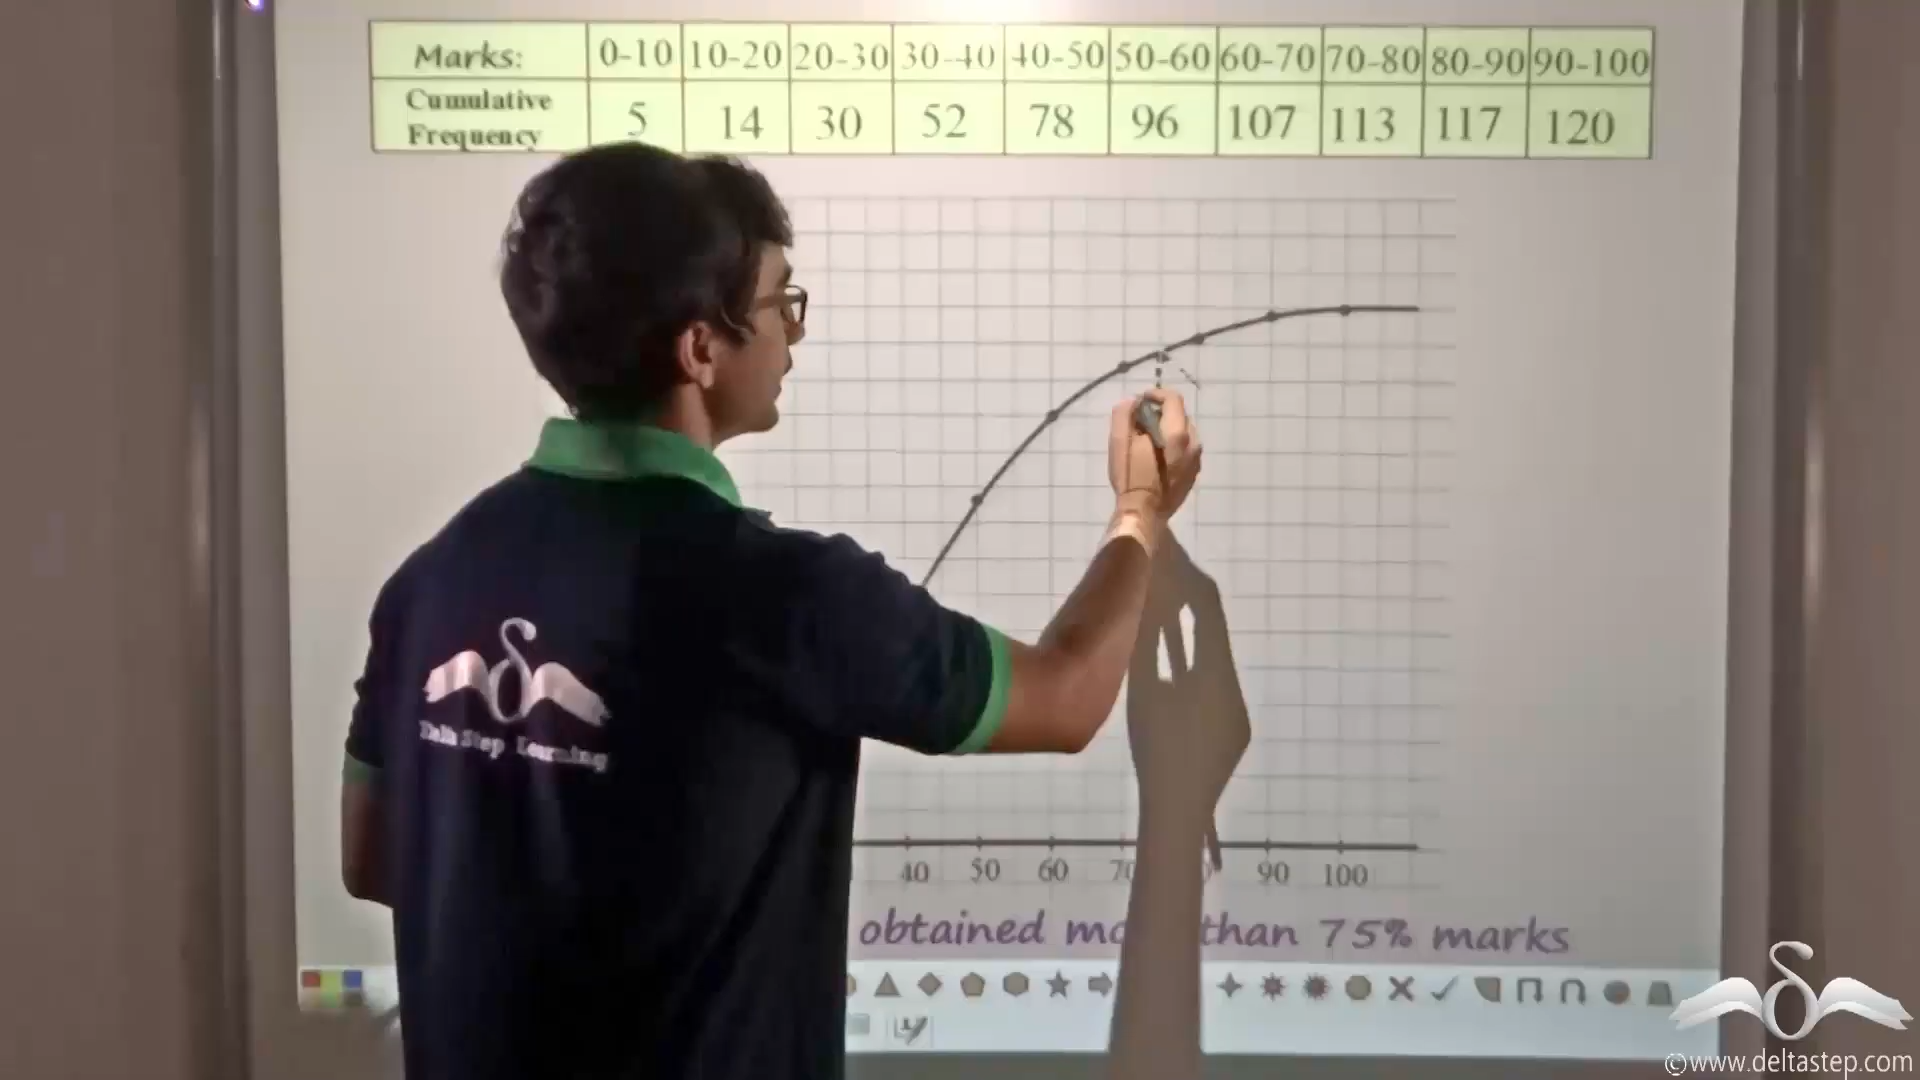 Marks: 0-10 10-20 20-30 30-40 40-50 50-60 60-70 70-80 80-90 90-100
Cumulative Frequency 5 14 30 52 78 96 107 113 117 120
Delta Step Learning
40 50 60 90 100
obtained than 75% marks
©www.deltastep.com